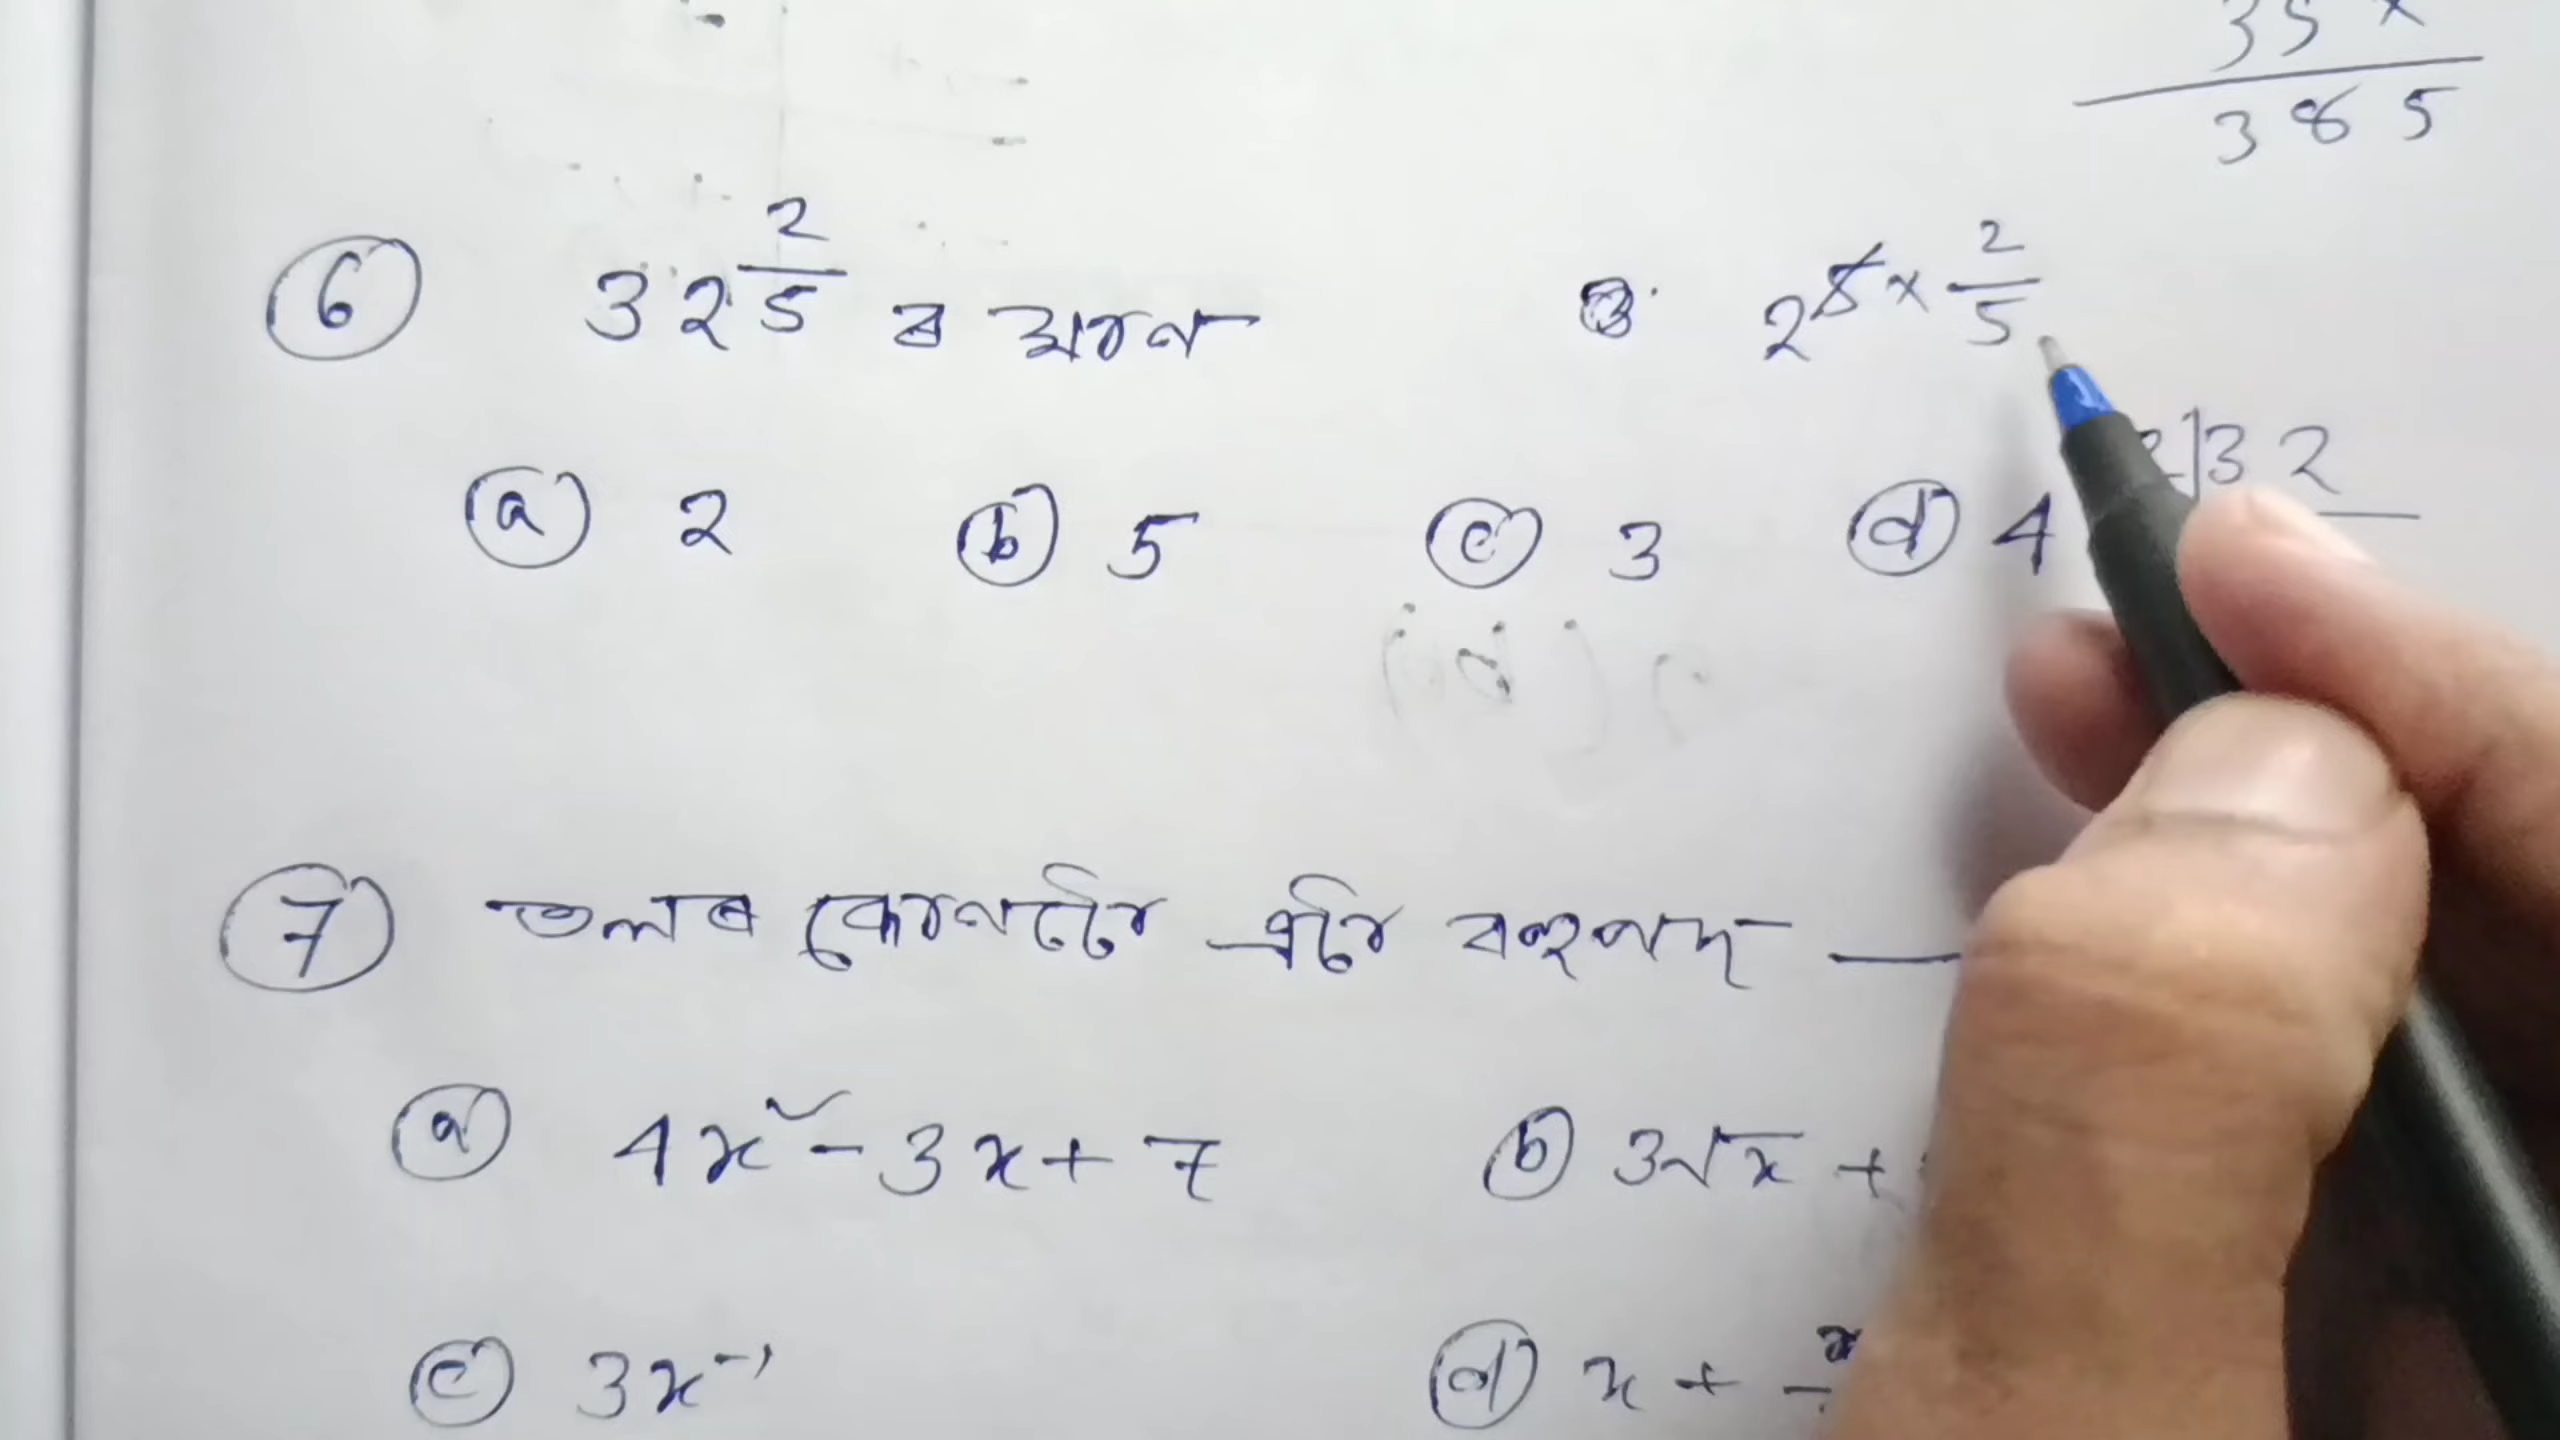 35 ×
385
6 32^(2/5) ৰ মান 2^5 × 2/5
2|32
a 2 b 5 c 3 d 4
7 তলৰ কোনটো এটা বহুপদ —
a 4x² - 3x + 7 b 3√x +
c 3x⁻¹ d x +